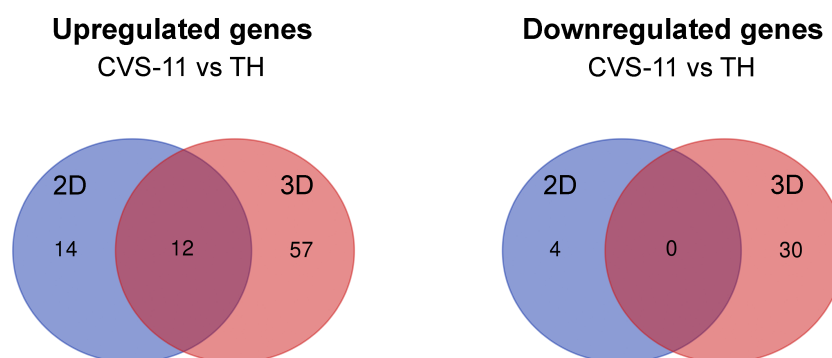 Upregulated genes
CVS-11 vs TH
2D
3D
14
12
57
Downregulated genes
CVS-11 vs TH
2D
3D
4
0
30